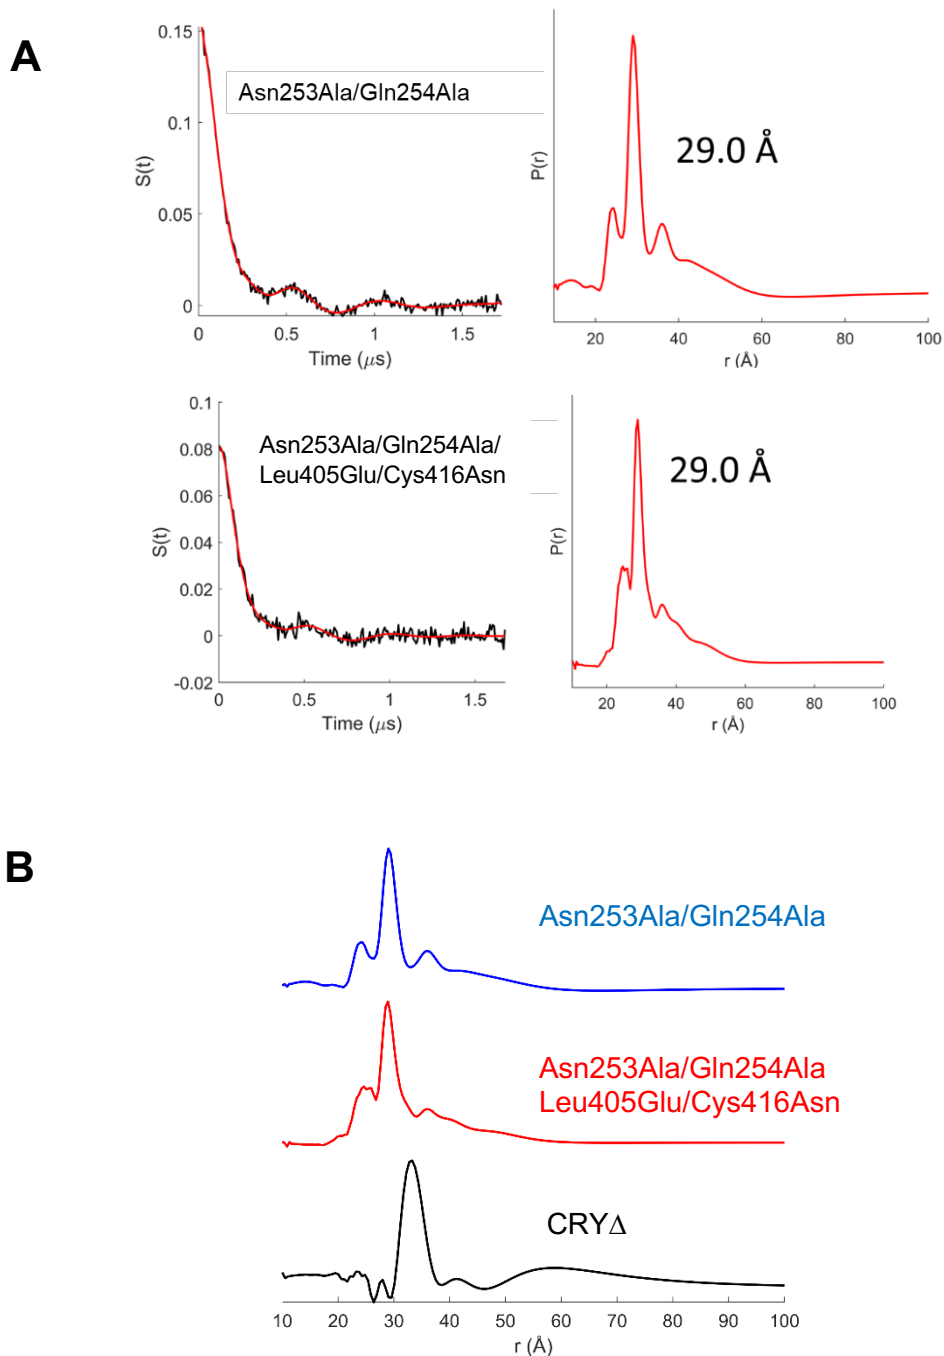 A
0.15
0.1
0.05
0
S(t)
0
0.5
1
1.5
Time (μs)
Asn253Ala/Gln254Ala
P(r)
29.0 Å
20
40
60
80
100
r (Å)
0.1
0.08
0.06
0.04
0.02
0
-0.02
S(t)
0
0.5
1
1.5
Time (μs)
Asn253Ala/Gln254Ala/
Leu405Glu/Cys416Asn
P(r)
29.0 Å
20
40
60
80
100
r (Å)
B
Asn253Ala/Gln254Ala
Asn253Ala/Gln254Ala
Leu405Glu/Cys416Asn
CRYΔ
10
20
30
40
50
60
70
80
90
100
r (Å)